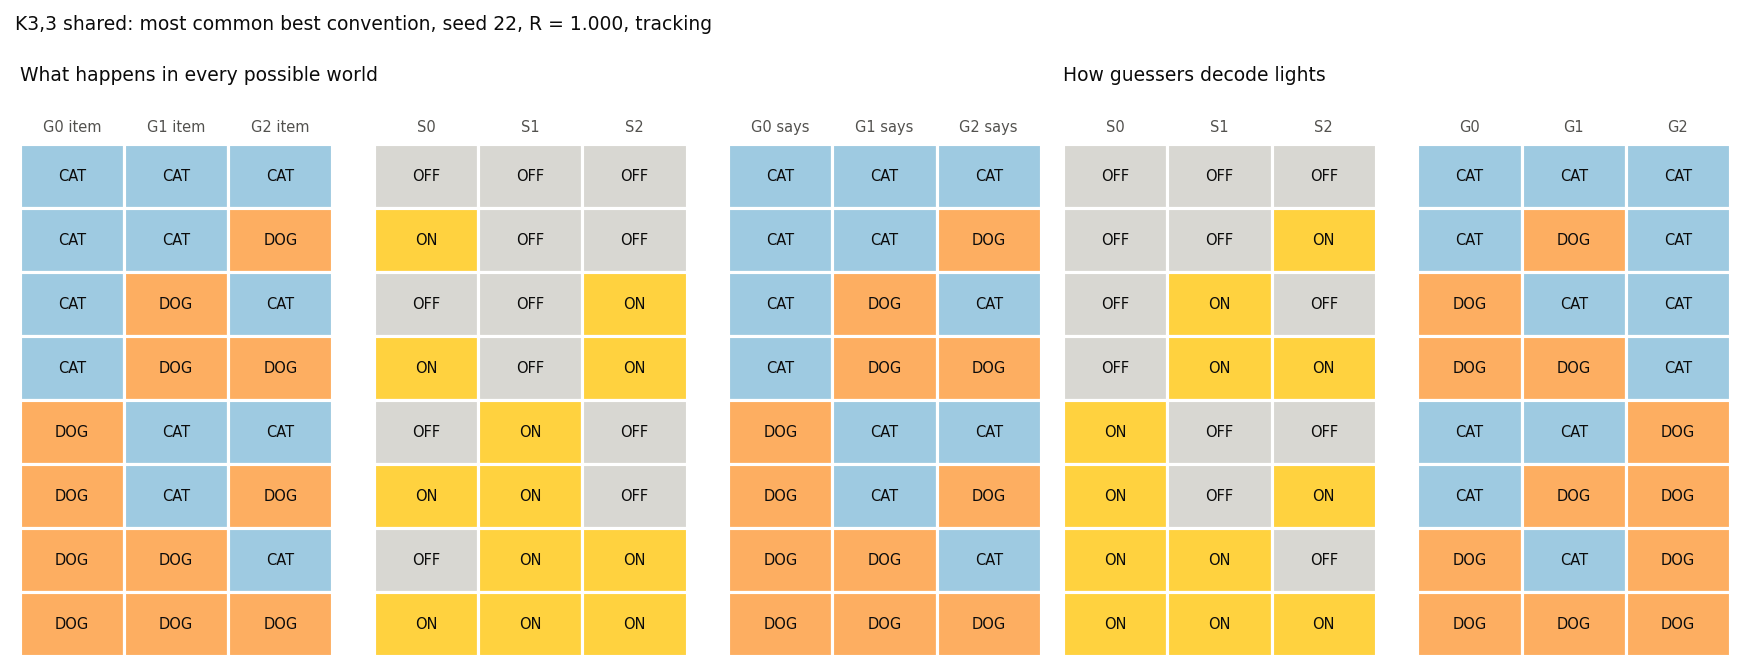 K3,3 shared: most common best convention, seed 22, R = 1.000, tracking
What happens in every possible world How guessers decode lights
G0 item G1 item G2 item S0 S1 S2 G0 says G1 says G2 says S0 S1 S2 G0 G1 G2
CAT CAT CAT OFF OFF OFF CAT CAT CAT OFF OFF OFF CAT CAT CAT
CAT CAT DOG ON OFF OFF CAT CAT DOG OFF OFF ON CAT DOG CAT
CAT DOG CAT OFF OFF ON CAT DOG CAT OFF ON OFF DOG CAT CAT
CAT DOG DOG ON OFF ON CAT DOG DOG OFF ON ON DOG DOG CAT
DOG CAT CAT OFF ON OFF DOG CAT CAT ON OFF OFF CAT CAT DOG
DOG CAT DOG ON ON OFF DOG CAT DOG ON OFF ON CAT DOG DOG
DOG DOG CAT OFF ON ON DOG DOG CAT ON ON OFF DOG CAT DOG
DOG DOG DOG ON ON ON DOG DOG DOG ON ON ON DOG DOG DOG